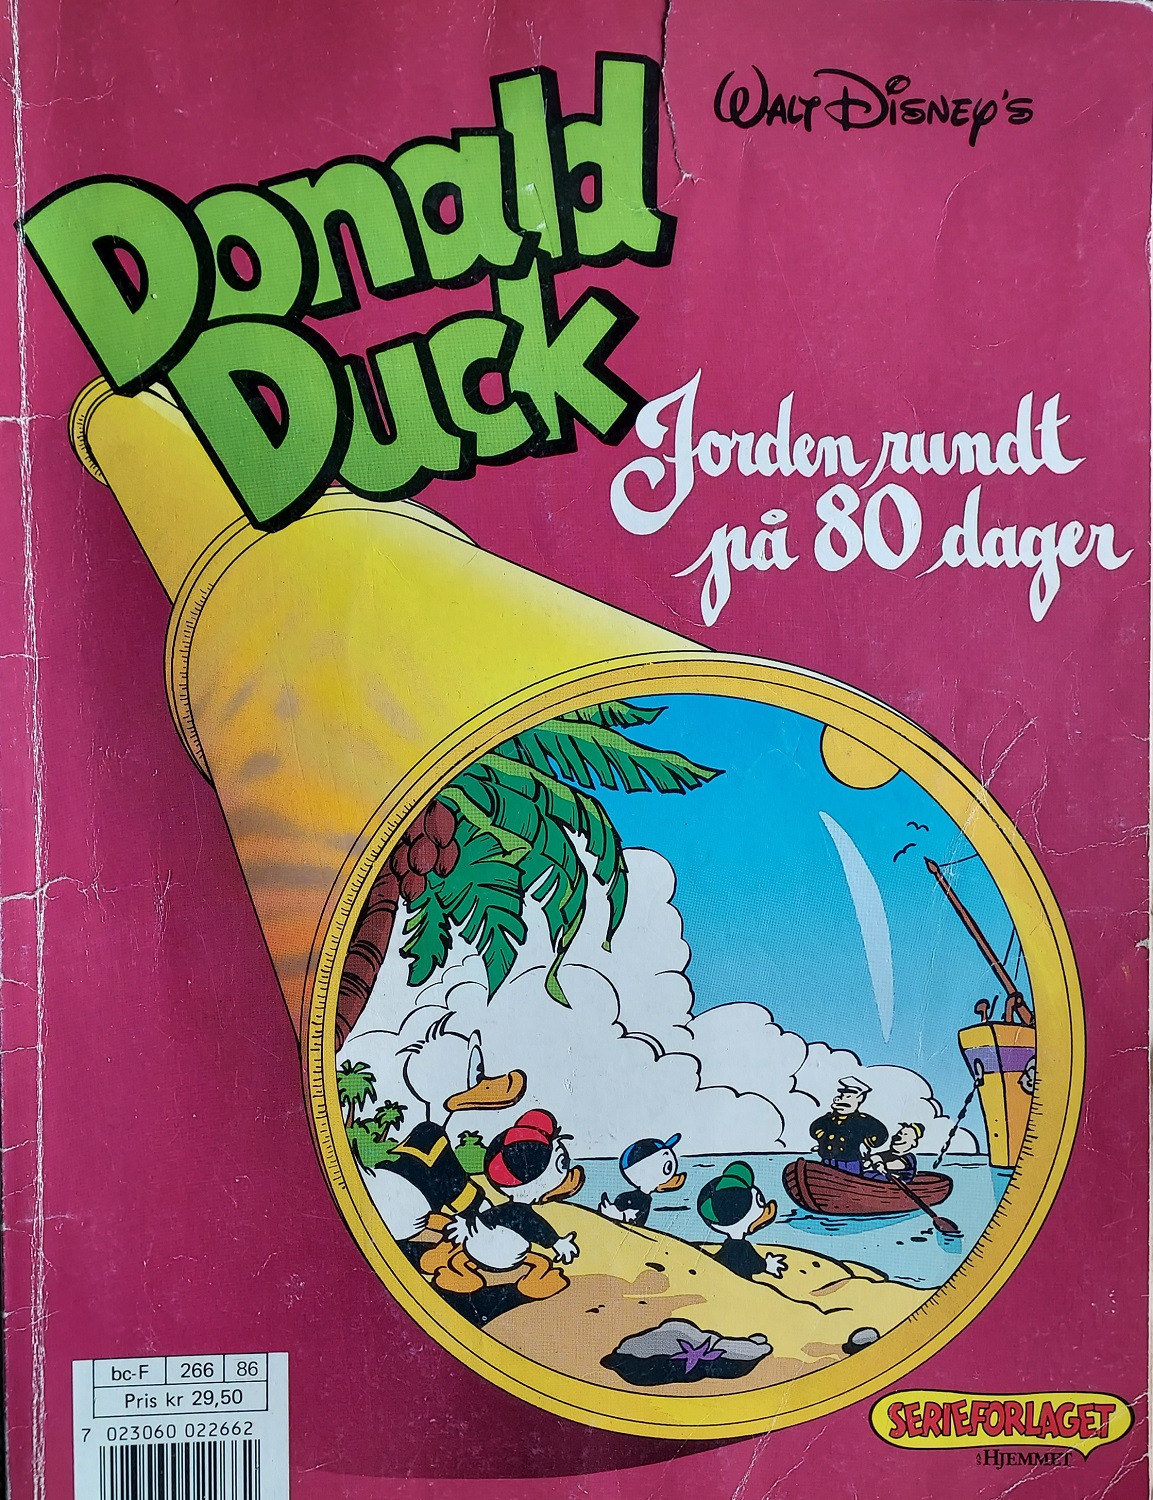 WALT DISNEY'S
Donald
Duck
Jorden rundt
på 80 dager
bc-F 266 86
Pris kr 29,50
7 023060 022662
SERIEFORLAGET
HJEMMET